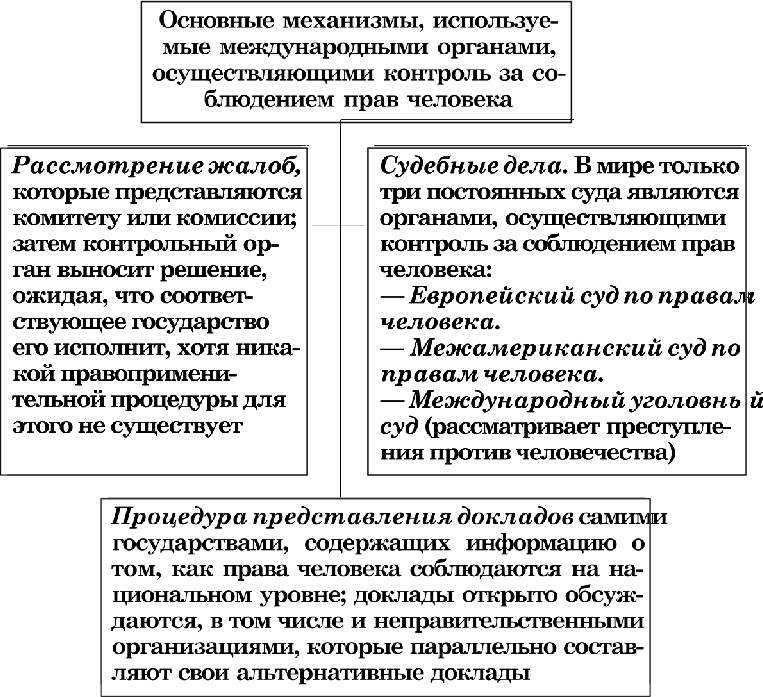 Основные механизмы, используе-
мые международными органами,
осуществляющими контроль за со-
блюдением прав человека
Рассмотрение жалоб,
которые представляются
комитету или комиссии;
затем контрольный ор-
ган выносит решение,
ожидая, что соответ-
ствующее государство
его исполнит, хотя ника-
кой правоприме­ни-
тельной процедуры для
этого не существует
Судебные дела. В мире только
три постоянных суда являются
органами, осуществляющими
контроль за соблюдением прав
человека:
— Европейский суд по правам
человека.
— Межамериканский суд по
правам человека.
— Международный уголовный
суд (рассматривает преступле-
ния против человечества)
Процедура представления докладов самими
государствами, содержащих информацию о
том, как права человека соблюдаются на на-
циональном уровне; доклады открыто обсуж-
даются, в том числе и неправительственными
организациями, которые параллельно состав-
ляют свои альтернативные доклады